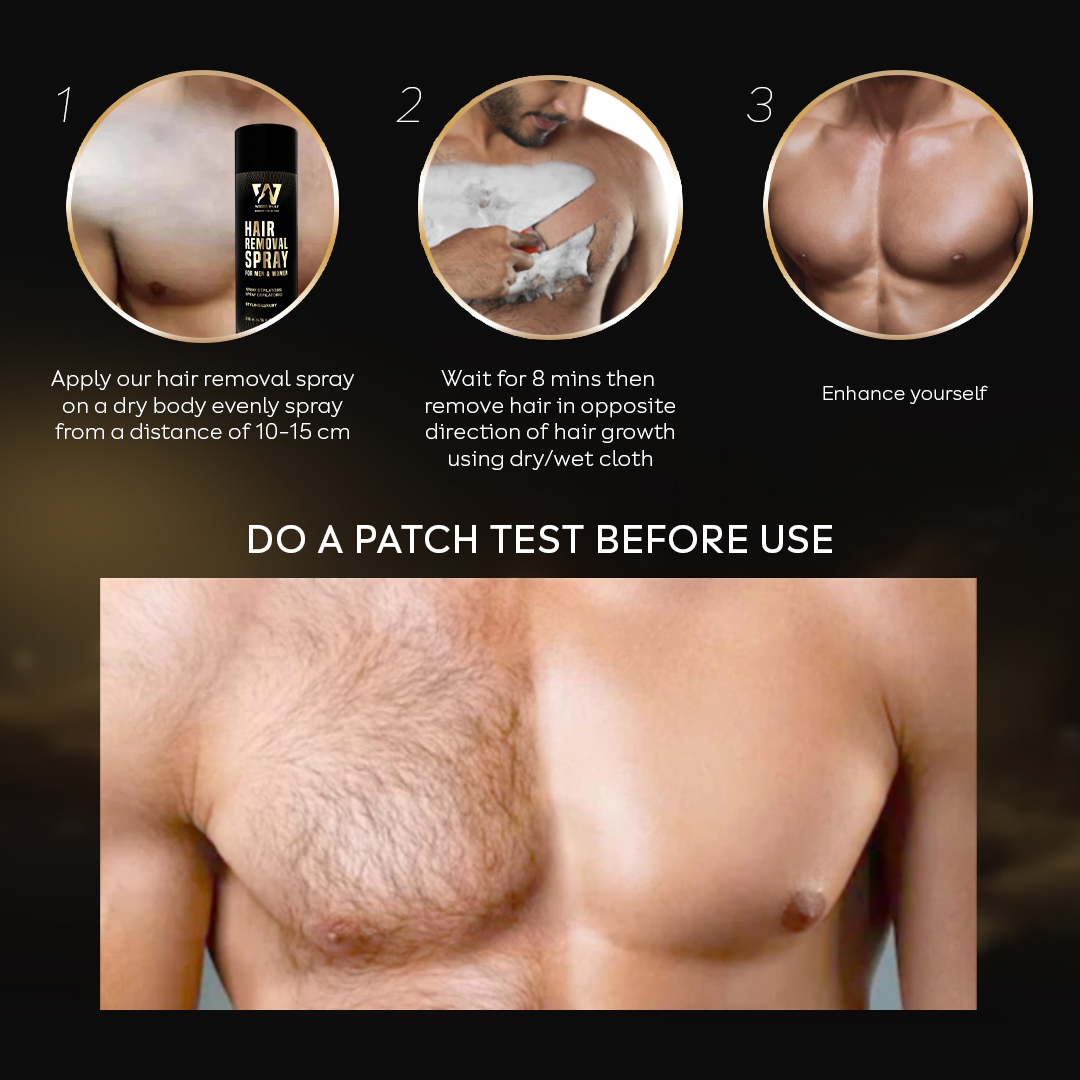 1
2
3
W
HAIR
REMOVAL
SPRAY
FOR MEN & WOMEN
Apply our hair removal spray
on a dry body evenly spray
from a distance of 10-15 cm
Wait for 8 mins then
remove hair in opposite
direction of hair growth
using dry/wet cloth
Enhance yourself
DO A PATCH TEST BEFORE USE